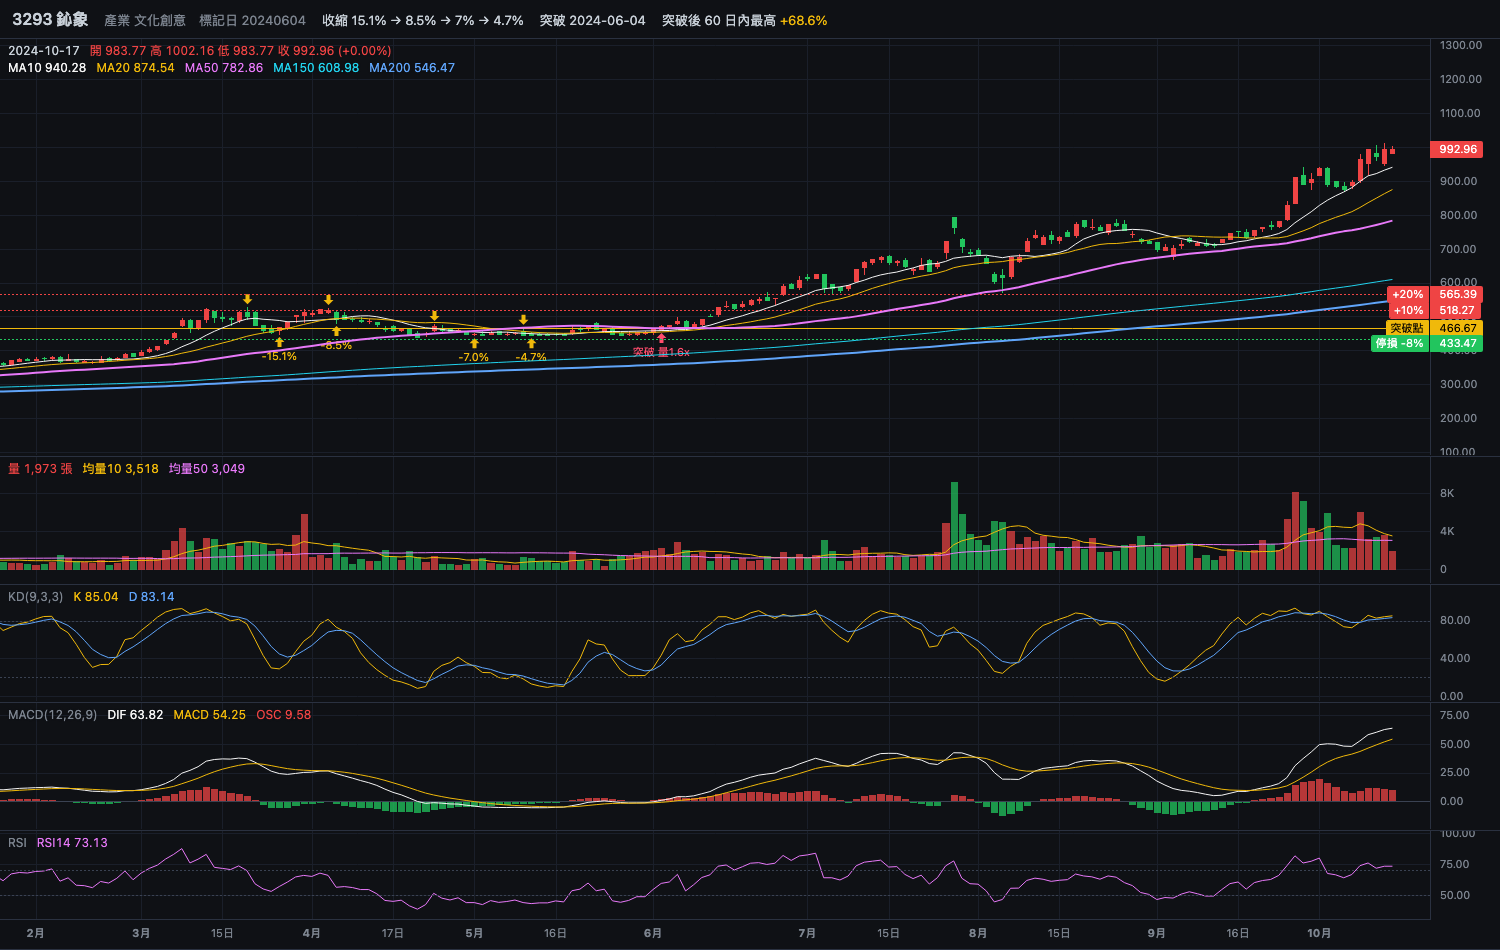 3293 鈊象 產業 文化創意 標記日 20240604 收縮 15.1% → 8.5% → 7% → 4.7% 突破 2024-06-04 突破後 60 日內最高 +68.6%
2024-10-17 開 983.77 高 1002.16 低 983.77 收 992.96 (+0.00%)
MA10 940.28 MA20 874.54 MA50 782.86 MA150 608.98 MA200 546.47
1300.00
1200.00
1100.00
992.96
900.00
800.00
700.00
600.00
+20% 565.39
+10% 518.27
突破點 466.67
停損 -8% 433.47
300.00
200.00
100.00
-15.1%
-8.5%
-7.0%
-4.7%
突破 量1.6x
量 1,973 張 均量10 3,518 均量50 3,049
8K
4K
0
KD(9,3,3) K 85.04 D 83.14
80.00
40.00
0.00
MACD(12,26,9) DIF 63.82 MACD 54.25 OSC 9.58
75.00
50.00
25.00
0.00
RSI RSI14 73.13
100.00
75.00
50.00
2月 3月 15日 4月 17日 5月 16日 6月 7月 15日 8月 15日 9月 16日 10月